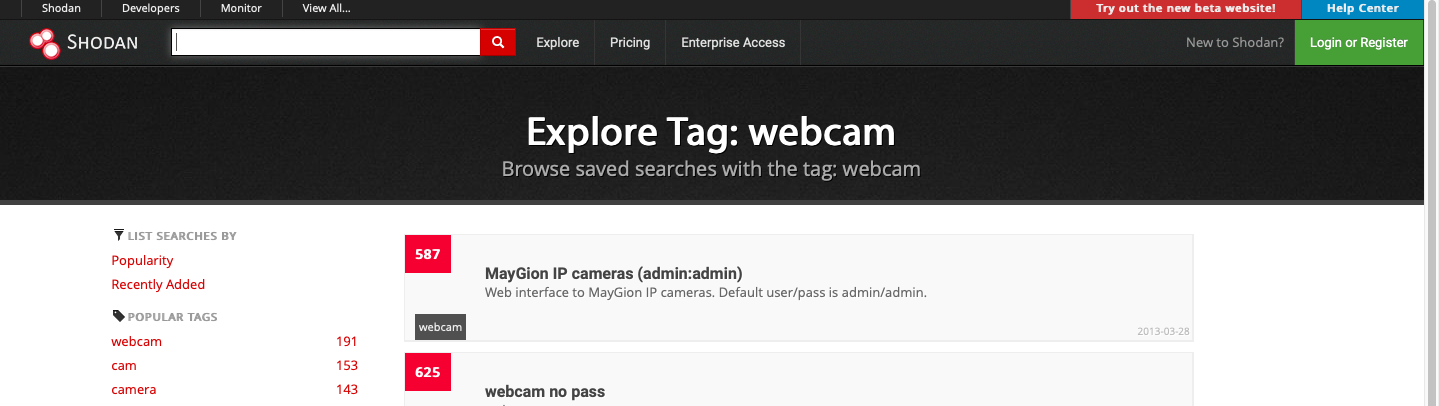 Shodan Developers Monitor View All... Try out the new beta website! Help Center
SHODAN Explore Pricing Enterprise Access New to Shodan? Login or Register
Explore Tag: webcam
Browse saved searches with the tag: webcam
LIST SEARCHES BY
Popularity
Recently Added
POPULAR TAGS
webcam 191
cam 153
camera 143
587
MayGion IP cameras (admin:admin)
Web interface to MayGion IP cameras. Default user/pass is admin/admin.
webcam
2013-03-28
625
webcam no pass